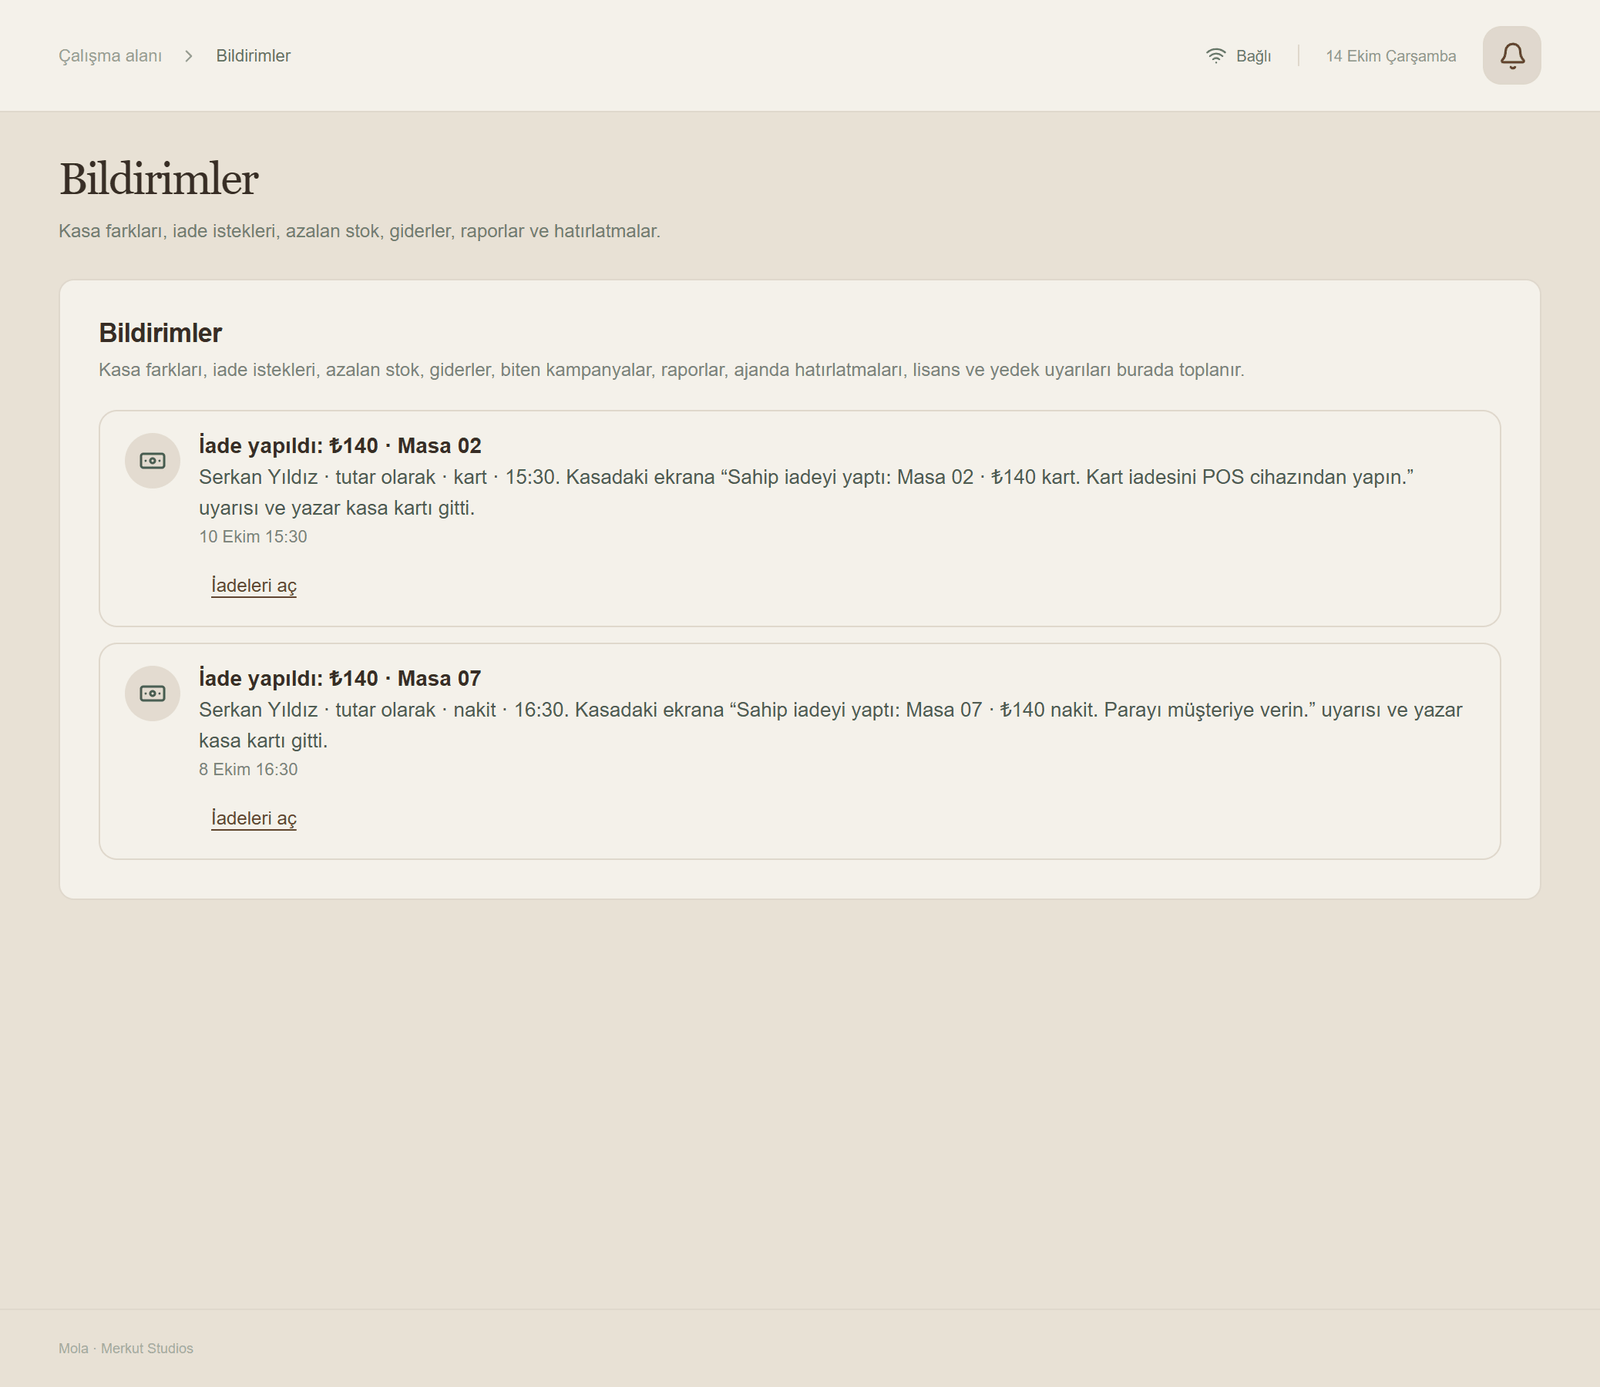 Çalışma alanı
Bildirimler
Bağlı
14 Ekim Çarşamba
Bildirimler
Kasa farkları, iade istekleri, azalan stok, giderler, raporlar ve hatırlatmalar.
Bildirimler
Kasa farkları, iade istekleri, azalan stok, giderler, biten kampanyalar, raporlar, ajanda hatırlatmaları, lisans ve yedek uyarıları burada toplanır.
İade yapıldı: ₺140 · Masa 02
Serkan Yıldız · tutar olarak · kart · 15:30. Kasadaki ekrana “Sahip iadeyi yaptı: Masa 02 · ₺140 kart. Kart iadesini POS cihazından yapın.”
uyarısı ve yazar kasa kartı gitti.
10 Ekim 15:30
İadeleri aç
İade yapıldı: ₺140 · Masa 07
Serkan Yıldız · tutar olarak · nakit · 16:30. Kasadaki ekrana “Sahip iadeyi yaptı: Masa 07 · ₺140 nakit. Parayı müşteriye verin.” uyarısı ve yazar
kasa kartı gitti.
8 Ekim 16:30
İadeleri aç
Mola · Merkut Studios